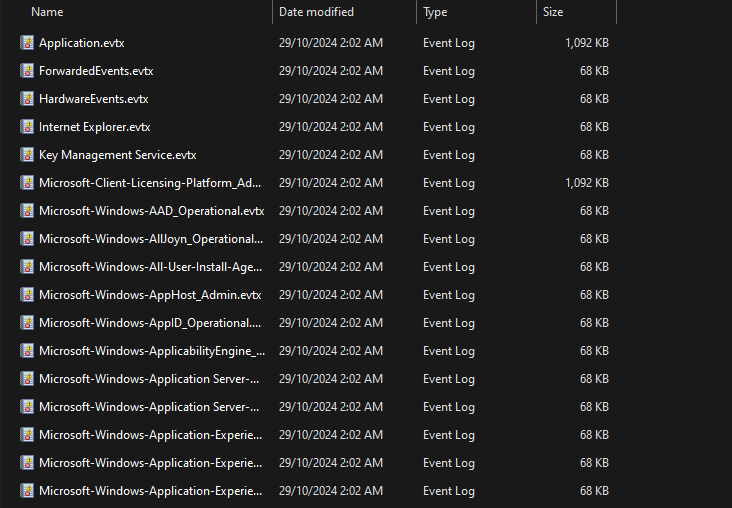 Name Date modified Type Size
Application.evtx 29/10/2024 2:02 AM Event Log 1,092 KB
ForwardedEvents.evtx 29/10/2024 2:02 AM Event Log 68 KB
HardwareEvents.evtx 29/10/2024 2:02 AM Event Log 68 KB
Internet Explorer.evtx 29/10/2024 2:02 AM Event Log 68 KB
Key Management Service.evtx 29/10/2024 2:02 AM Event Log 68 KB
Microsoft-Client-Licensing-Platform_Ad... 29/10/2024 2:02 AM Event Log 1,092 KB
Microsoft-Windows-AAD_Operational.evtx 29/10/2024 2:02 AM Event Log 68 KB
Microsoft-Windows-AllJoyn_Operational... 29/10/2024 2:02 AM Event Log 68 KB
Microsoft-Windows-All-User-Install-Age... 29/10/2024 2:02 AM Event Log 68 KB
Microsoft-Windows-AppHost_Admin.evtx 29/10/2024 2:02 AM Event Log 68 KB
Microsoft-Windows-AppID_Operational.... 29/10/2024 2:02 AM Event Log 68 KB
Microsoft-Windows-ApplicabilityEngine_... 29/10/2024 2:02 AM Event Log 68 KB
Microsoft-Windows-Application Server-... 29/10/2024 2:02 AM Event Log 68 KB
Microsoft-Windows-Application Server-... 29/10/2024 2:02 AM Event Log 68 KB
Microsoft-Windows-Application-Experie... 29/10/2024 2:02 AM Event Log 68 KB
Microsoft-Windows-Application-Experie... 29/10/2024 2:02 AM Event Log 68 KB
Microsoft-Windows-Application-Experie... 29/10/2024 2:02 AM Event Log 68 KB